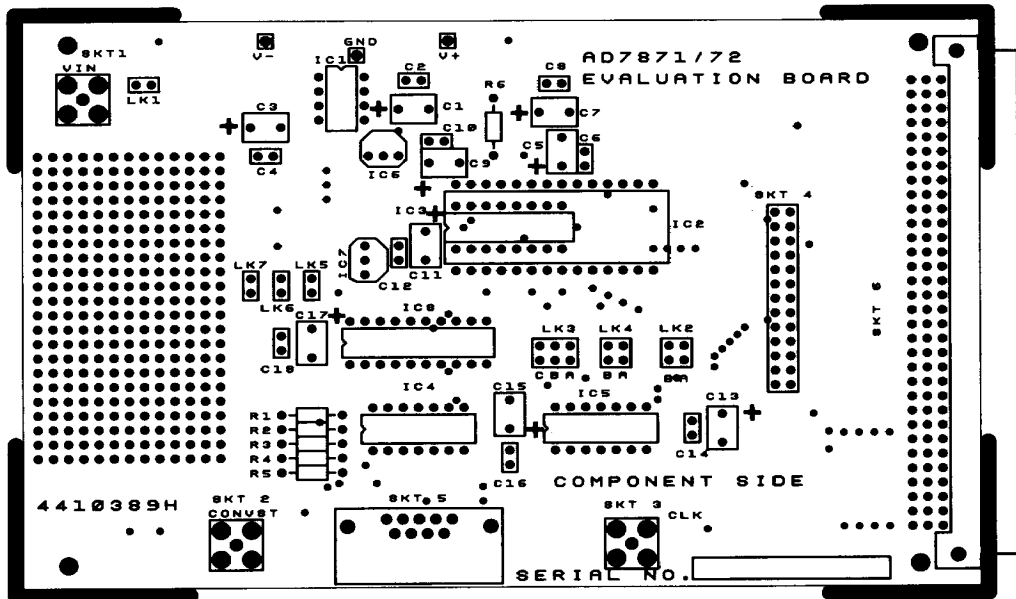 SKT1
VIN
LK1
V-
GND
V+
IC1
C2
C1
C3
C4
IC6
C10
C9
R6
C8
C7
C5
C6
AD7871/72
EVALUATION BOARD
SKT 4
IC3
IC2
IC7
C12
C11
LK7
LK6
LK5
C17
IC8
C18
LK3
C B A
LK4
B A
LK2
B A
SKT 6
IC4
C15
IC5
C13
C14
C16
R1
R2
R3
R4
R5
COMPONENT SIDE
4410389H
SKT 2
CONVST
SKT 5
SKT 3
CLK
SERIAL NO.